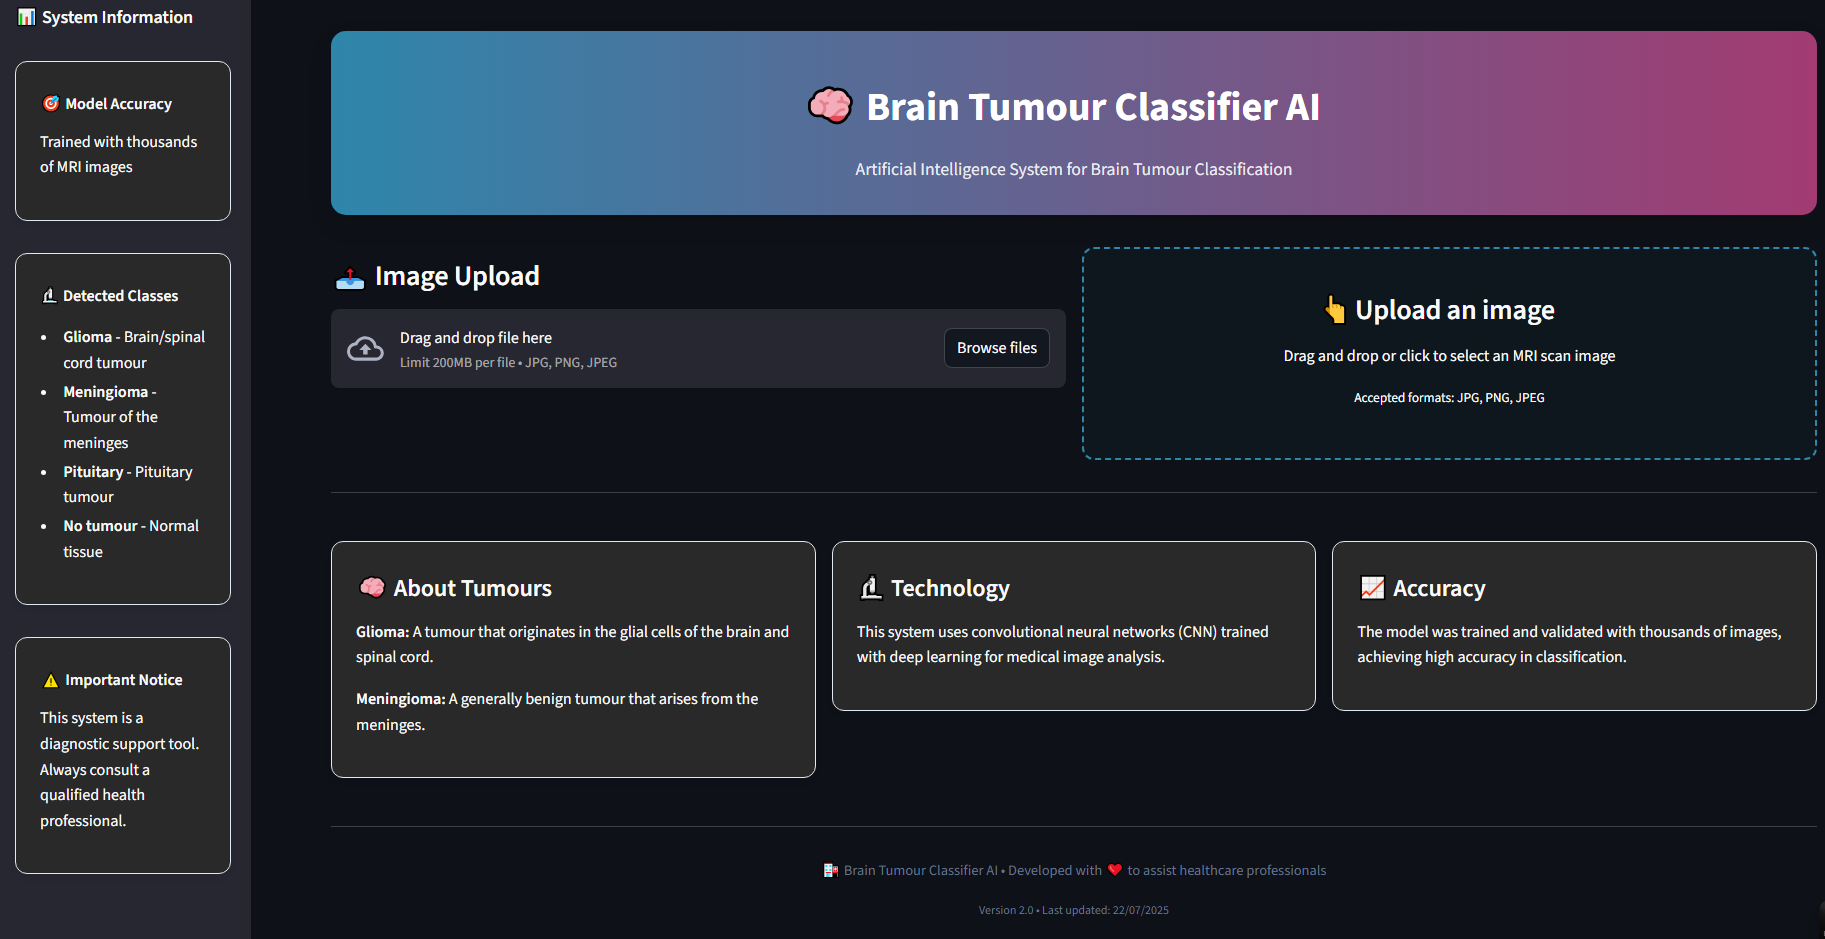 System Information
Model Accuracy
Trained with thousands
of MRI images
Detected Classes
Glioma - Brain/spinal
cord tumour
Meningioma -
Tumour of the
meninges
Pituitary - Pituitary
tumour
No tumour - Normal
tissue
Important Notice
This system is a
diagnostic support tool.
Always consult a
qualified health
professional.
Brain Tumour Classifier AI
Artificial Intelligence System for Brain Tumour Classification
Image Upload
Drag and drop file here
Limit 200MB per file • JPG, PNG, JPEG
Browse files
Upload an image
Drag and drop or click to select an MRI scan image
Accepted formats: JPG, PNG, JPEG
About Tumours
Glioma: A tumour that originates in the glial cells of the brain and
spinal cord.
Meningioma: A generally benign tumour that arises from the
meninges.
Technology
This system uses convolutional neural networks (CNN) trained
with deep learning for medical image analysis.
Accuracy
The model was trained and validated with thousands of images,
achieving high accuracy in classification.
Brain Tumour Classifier AI • Developed with ❤️ to assist healthcare professionals
Version 2.0 • Last updated: 22/07/2025